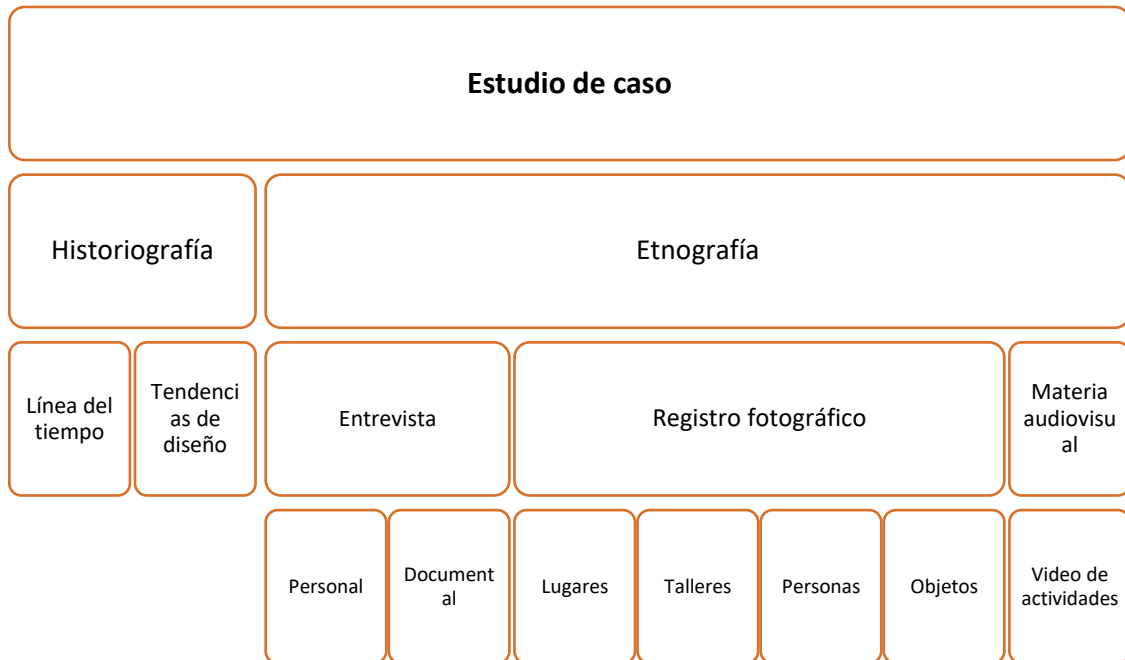 Estudio de caso
Historiografía
Etnografía
Línea del
tiempo
Tendenci
as de
diseño
Entrevista
Registro fotográfico
Materia
audiovisu
al
Personal
Document
al
Lugares
Talleres
Personas
Objetos
Video de
actividades